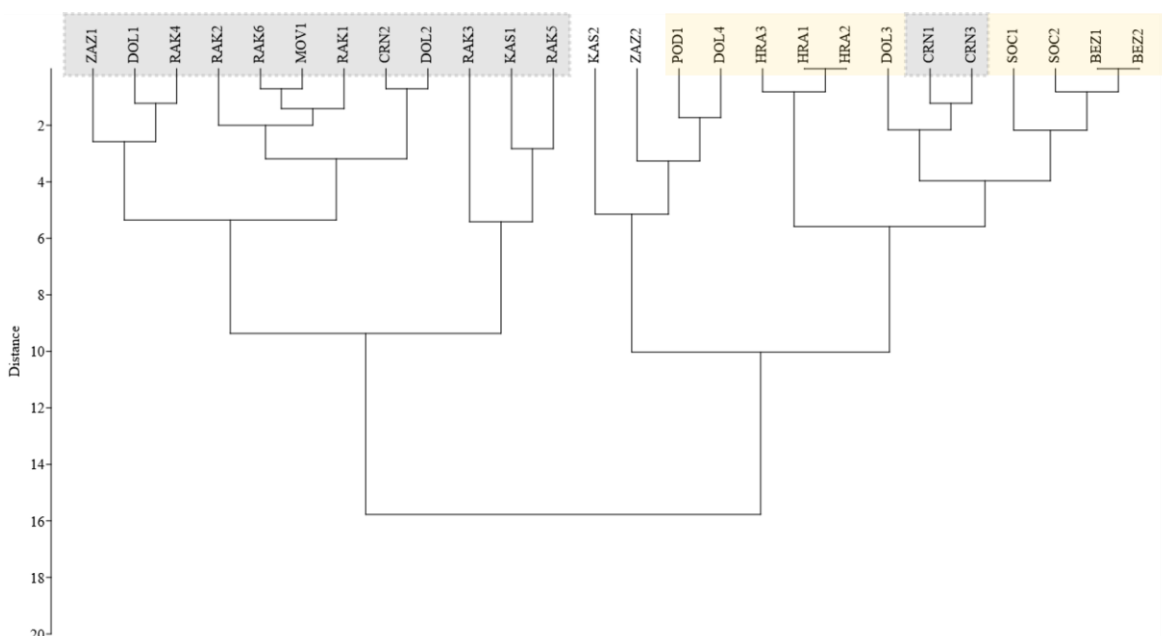 ZAZ1
DOL1
RAK4
RAK2
RAK6
MOV1
RAK1
CRN2
DOL2
RAK3
KAS1
RAK5
KAS2
ZAZ2
POD1
DOL4
HRA3
HRA1
HRA2
DOL3
CRN1
CRN3
SOC1
SOC2
BEZ1
BEZ2
2
4
6
8
10
12
14
16
18
20
Distance